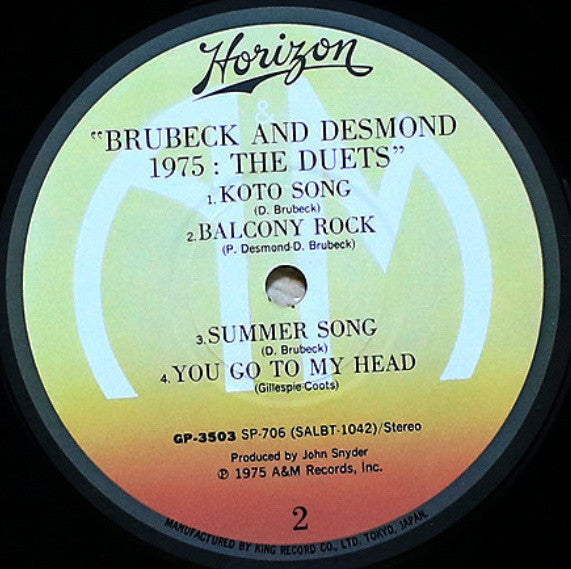 Horizon
&
"BRUBECK AND DESMOND
1975 : THE DUETS"
1. KOTO SONG
(D. Brubeck)
2. BALCONY ROCK
(P. Desmond-D. Brubeck)
3. SUMMER SONG
(D. Brubeck)
4. YOU GO TO MY HEAD
(Gillespie-Coots)
GP-3503 SP-706 (SALBT-1042)/Stereo
Produced by John Snyder
℗ 1975 A&M Records, Inc.
2
MANUFACTURED BY KING RECORD CO., LTD. TOKYO, JAPAN.